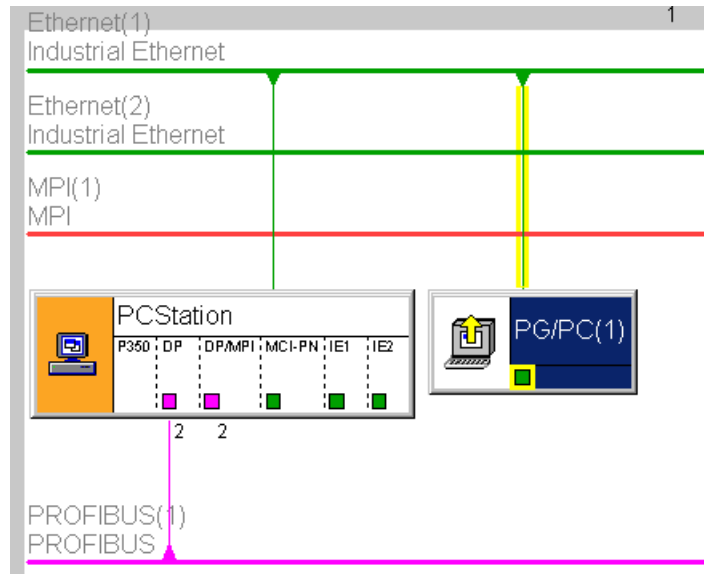 1
Ethernet(1)
Industrial Ethernet
Ethernet(2)
Industrial Ethernet
MPI(1)
MPI
PCStation
P350 DP DP/MPI MCI-PN IE1 IE2
2 2
PG/PC(1)
PROFIBUS(1)
PROFIBUS